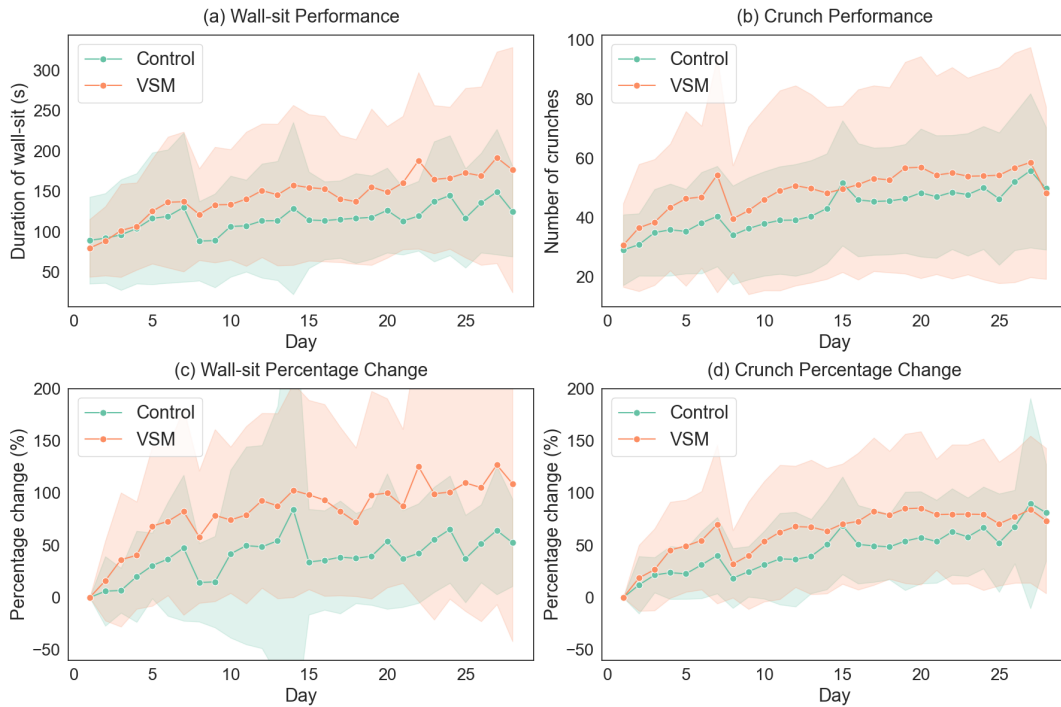 (a) Wall-sit Performance
Duration of wall-sit (s)
300
250
200
150
100
50
Control
VSM
0 5 10 15 20 25
Day
(b) Crunch Performance
Number of crunches
100
80
60
40
20
Control
VSM
0 5 10 15 20 25
Day
(c) Wall-sit Percentage Change
Percentage change (%)
200
150
100
50
0
−50
Control
VSM
0 5 10 15 20 25
Day
(d) Crunch Percentage Change
Percentage change (%)
200
150
100
50
0
−50
Control
VSM
0 5 10 15 20 25
Day